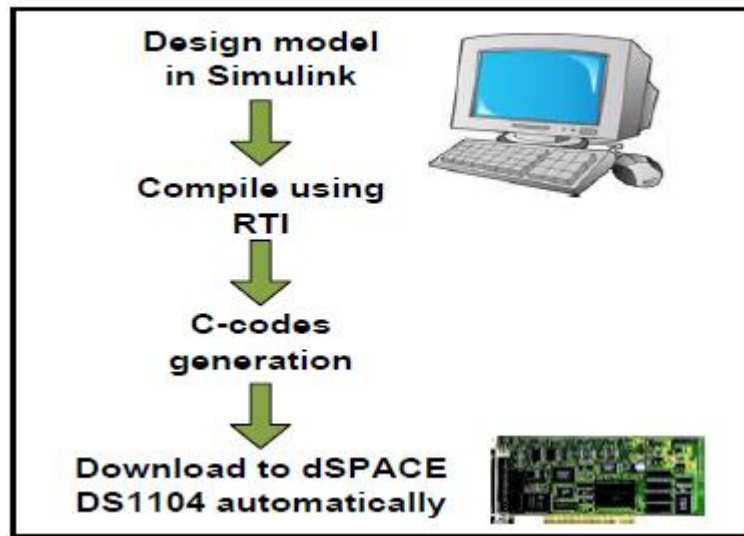 Design model
in Simulink
Compile using
RTI
C-codes
generation
Download to dSPACE
DS1104 automatically